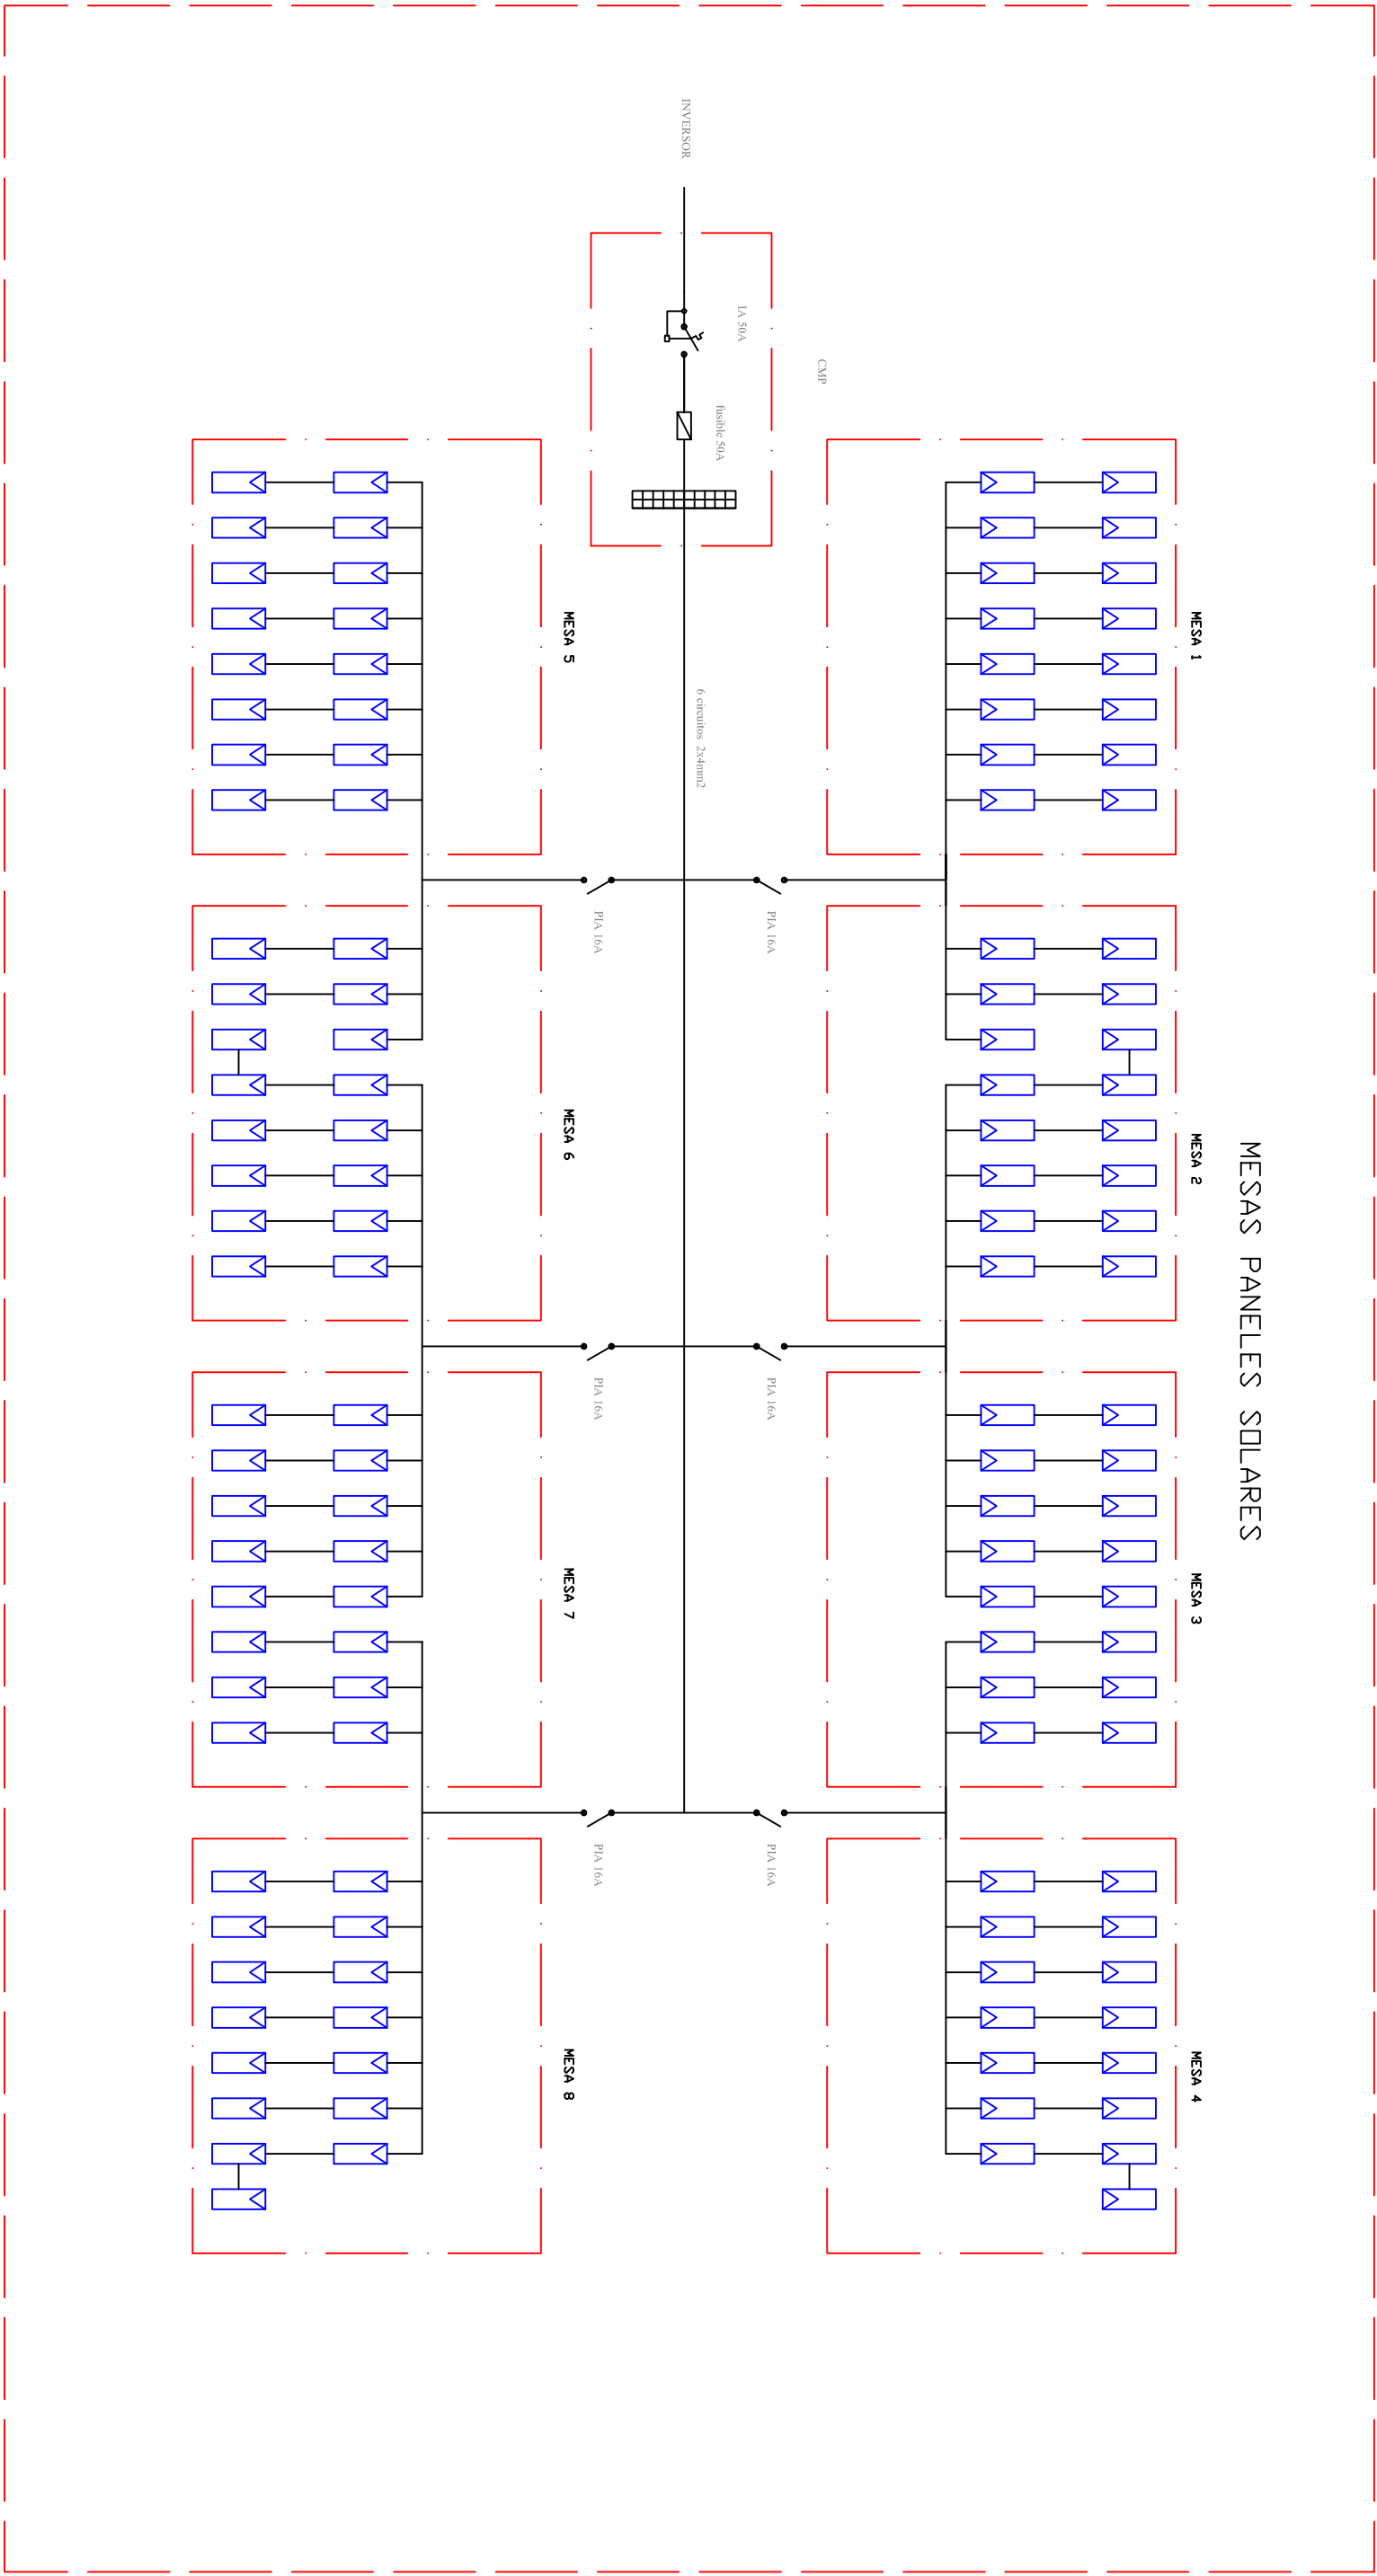 MESAS PANELES SOLARES
MESA 1
MESA 2
MESA 3
MESA 4
CMP
INVERSOR
IA 50A
fusible 50A
6 circuitos 2x4mm2
PIA 16A
PIA 16A
PIA 16A
PIA 16A
PIA 16A
PIA 16A
MESA 5
MESA 6
MESA 7
MESA 8